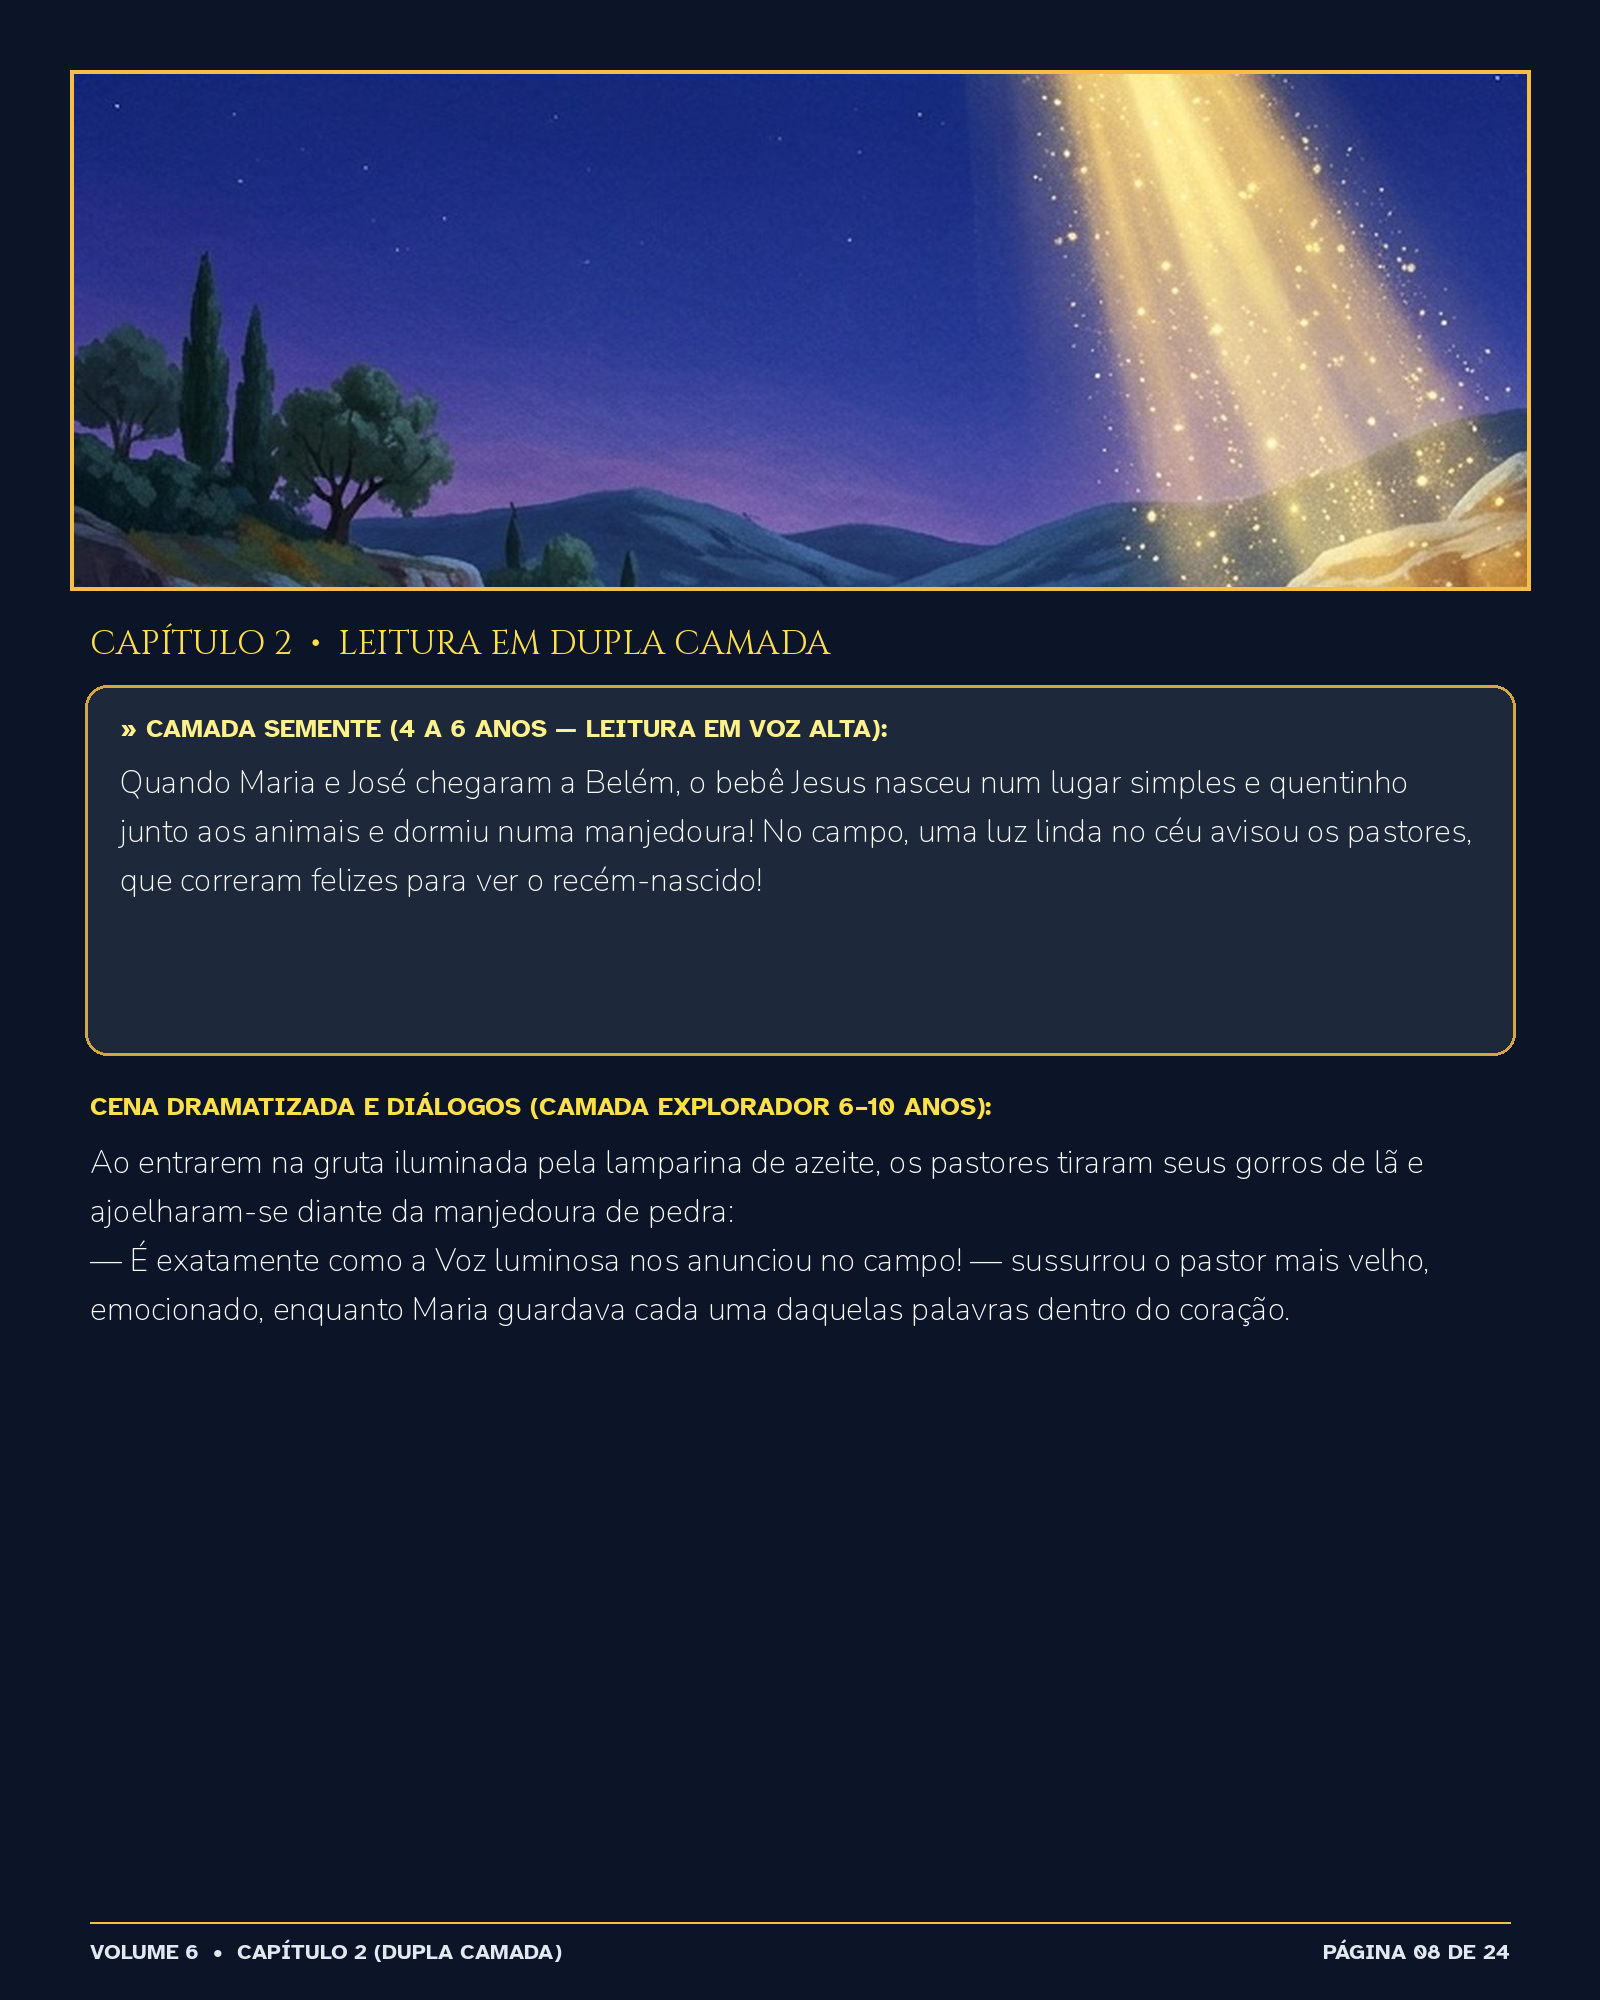 CAPÍTULO 2 • LEITURA EM DUPLA CAMADA
» CAMADA SEMENTE (4 A 6 ANOS — LEITURA EM VOZ ALTA):
Quando Maria e José chegaram a Belém, o bebê Jesus nasceu num lugar simples e quentinho
junto aos animais e dormiu numa manjedoura! No campo, uma luz linda no céu avisou os pastores,
que correram felizes para ver o recém-nascido!
CENA DRAMATIZADA E DIÁLOGOS (CAMADA EXPLORADOR 6–10 ANOS):
Ao entrarem na gruta iluminada pela lamparina de azeite, os pastores tiraram seus gorros de lã e
ajoelharam-se diante da manjedoura de pedra:
— É exatamente como a Voz luminosa nos anunciou no campo! — sussurrou o pastor mais velho,
emocionado, enquanto Maria guardava cada uma daquelas palavras dentro do coração.
VOLUME 6 • CAPÍTULO 2 (DUPLA CAMADA)
PÁGINA 08 DE 24